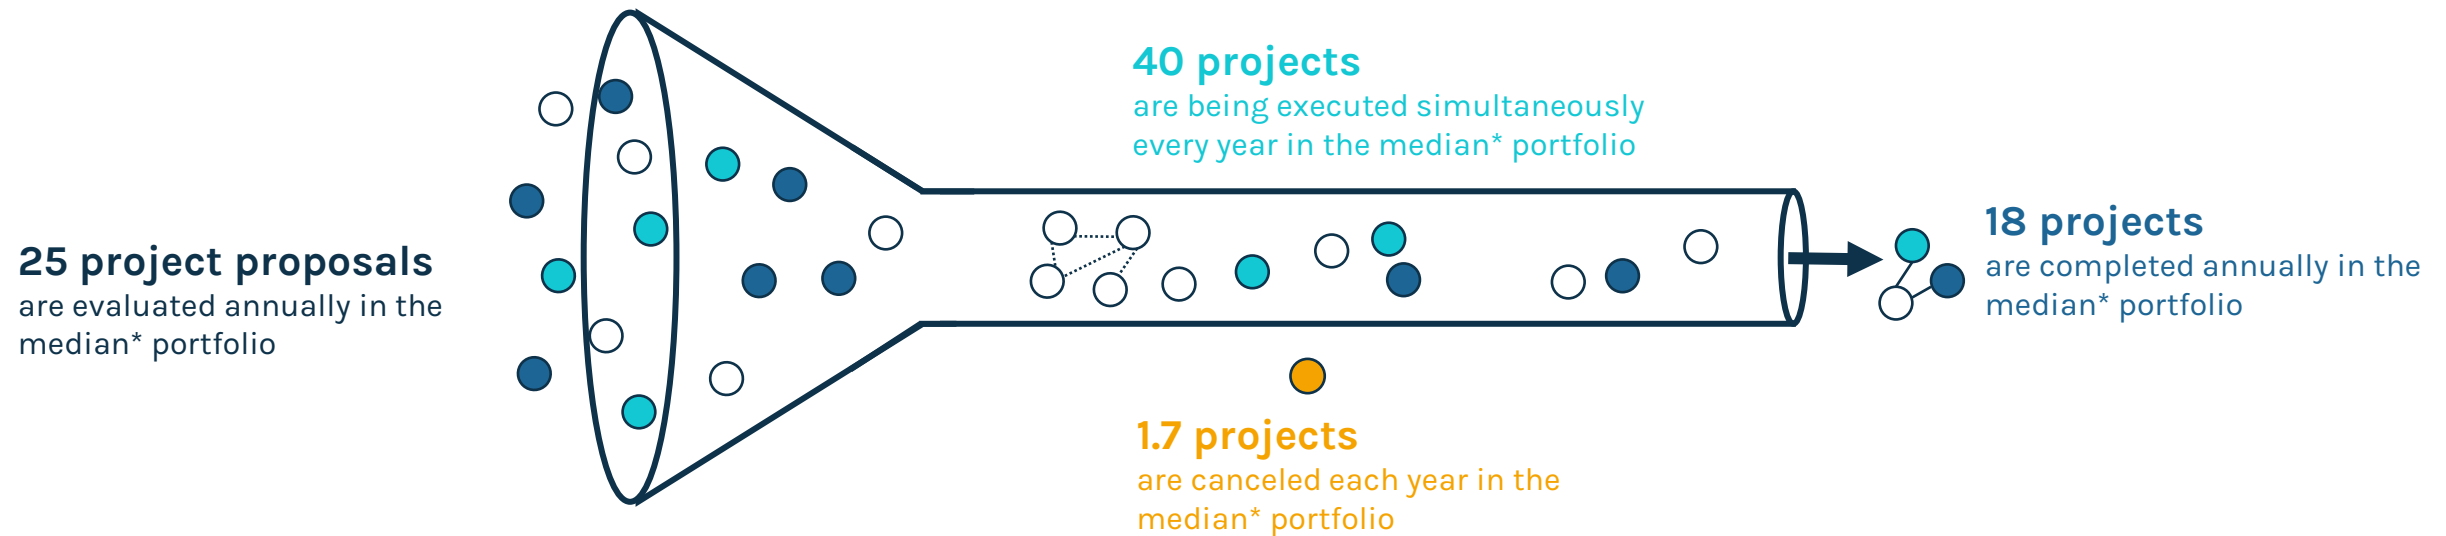 25 project proposals
are evaluated annually in the
median* portfolio
40 projects
are being executed simultaneously
every year in the median* portfolio
1.7 projects
are canceled each year in the
median* portfolio
18 projects
are completed annually in the
median* portfolio